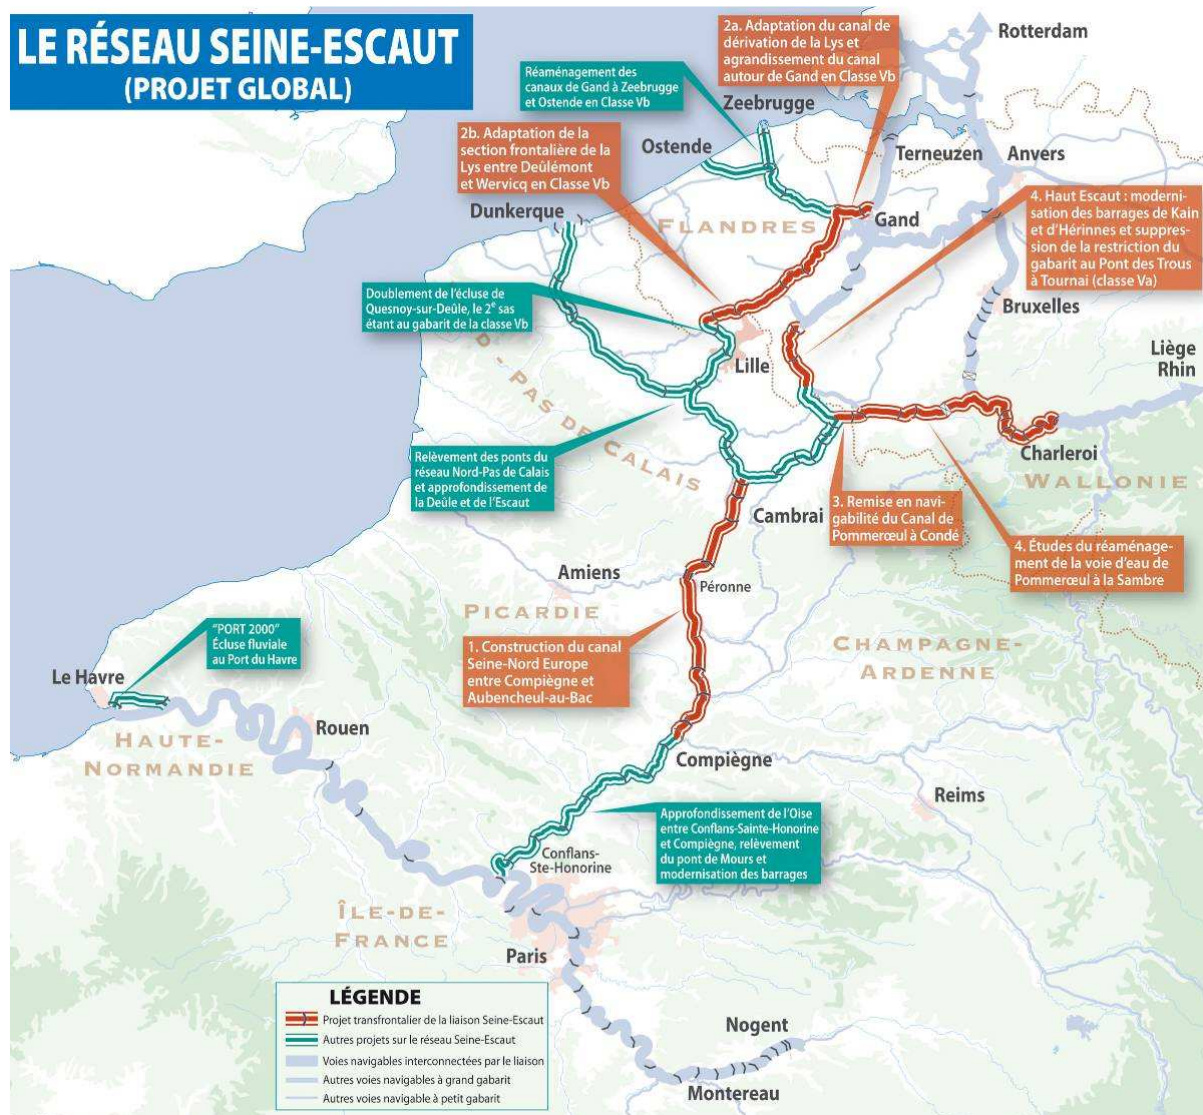 LE RÉSEAU SEINE-ESCAUT
(PROJET GLOBAL)
2a. Adaptation du canal de
dérivation de la Lys et
agrandissement du canal
autour de Gand en Classe Vb
Rotterdam
Réaménagement des
canaux de Gand à Zeebrugge
et Ostende en Classe Vb
Zeebrugge
2b. Adaptation de la
section frontalière de la
Lys entre Deûlémont
et Wervicq en Classe Vb
Ostende
Terneuzen
Anvers
Dunkerque
FLANDRES
Gand
4. Haut Escaut : moderni-
sation des barrages de Kain
et d'Hérinnes et suppres-
sion de la restriction du
gabarit au Pont des Trous
à Tournai (classe Va)
Doublement de l'écluse de
Quesnoy-sur-Deûle, le 2e sas
étant au gabarit de la classe Vb
Bruxelles
Lille
Liège
Rhin
D - PAS DE CALAIS
Relèvement des ponts du
réseau Nord-Pas de Calais
et approfondissement de
la Deûle et de l'Escaut
Charleroi
WALLONIE
Cambrai
3. Remise en navi-
gabilité du Canal de
Pommerœul à Condé
4. Études du réaménage-
ment de la voie d'eau de
Pommerœul à la Sambre
Amiens
Péronne
PICARDIE
"PORT 2000"
Écluse fluviale
au Port du Havre
1. Construction du canal
Seine-Nord Europe
entre Compiègne et
Aubencheul-au-Bac
CHAMPAGNE-
ARDENNE
Le Havre
Rouen
HAUTE-
NORMANDIE
Compiègne
Reims
Approfondissement de l'Oise
entre Conflans-Sainte-Honorine
et Compiègne, relèvement
du pont de Mours et
modernisation des barrages
Conflans-
Ste-Honorine
ÎLE-DE-
FRANCE
Paris
LÉGENDE
Projet transfrontalier de la liaison Seine-Escaut
Autres projets sur le réseau Seine-Escaut
Voies navigables interconnectées par le liaison
Autres voies navigables à grand gabarit
Autres voies navigable à petit gabarit
Nogent
Montereau